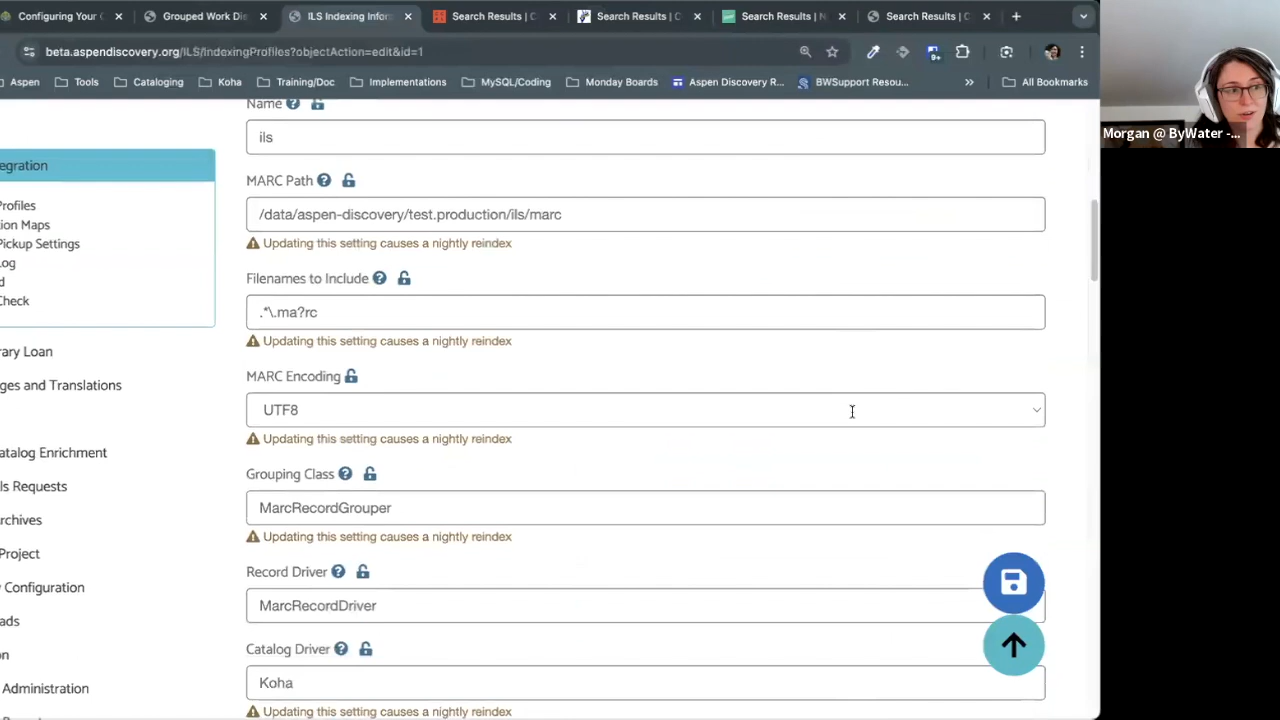 Configuring Your
Grouped Work Di
ILS Indexing Infor
Search Results | C
Search Results | C
Search Results | N
Search Results | C
beta.aspendiscovery.org/ILS/IndexingProfiles?objectAction=edit&id=1
9+
Aspen
Tools
Cataloging
Koha
Training/Doc
Implementations
MySQL/Coding
Monday Boards
Aspen Discovery R...
BWSupport Resou...
»
All Bookmarks
Morgan @ ByWater -...
egration
Profiles
ion Maps
Pickup Settings
Log
d
Check
rary Loan
ges and Translations
atalog Enrichment
ls Requests
rchives
Project
Configuration
ads
on
Administration
Name
ils
MARC Path
/data/aspen-discovery/test.production/ils/marc
Updating this setting causes a nightly reindex
Filenames to Include
.*\.ma?rc
Updating this setting causes a nightly reindex
MARC Encoding
UTF8
Updating this setting causes a nightly reindex
Grouping Class
MarcRecordGrouper
Updating this setting causes a nightly reindex
Record Driver
MarcRecordDriver
Catalog Driver
Koha
Updating this setting causes a nightly reindex